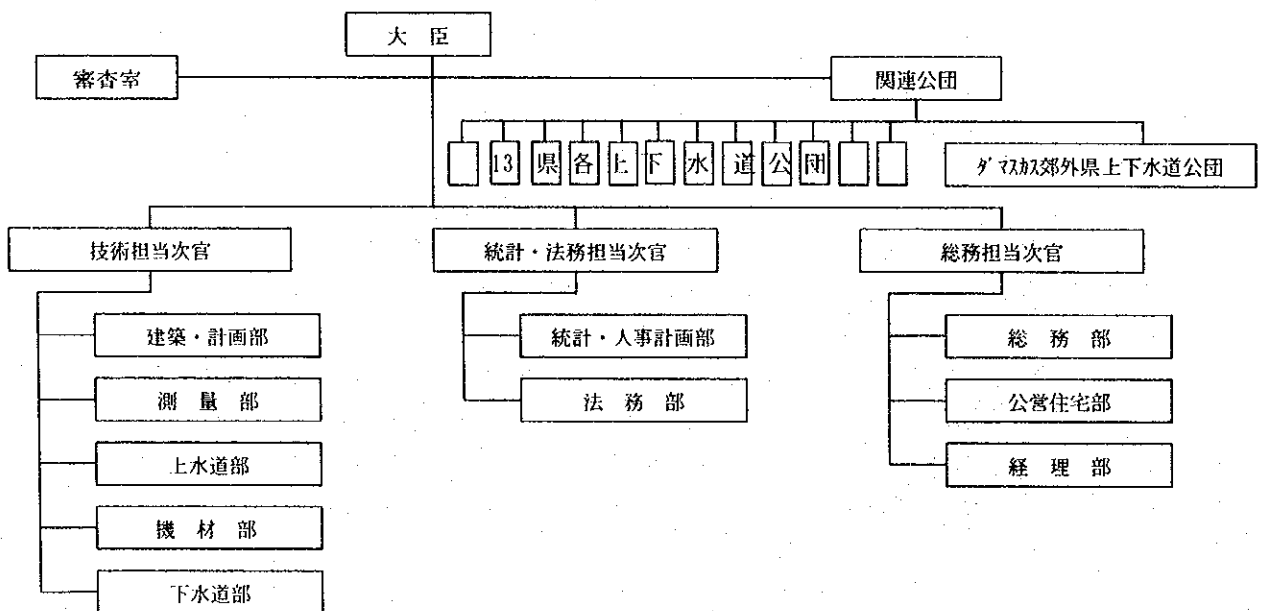 大臣
審査室
関連公団
13県各上下水道公団
ダマスカス郊外県上下水道公団
技術担当次官
統計・法務担当次官
総務担当次官
建築・計画部
統計・人事計画部
総務部
測量部
法務部
公営住宅部
上水道部
経理部
機材部
下水道部